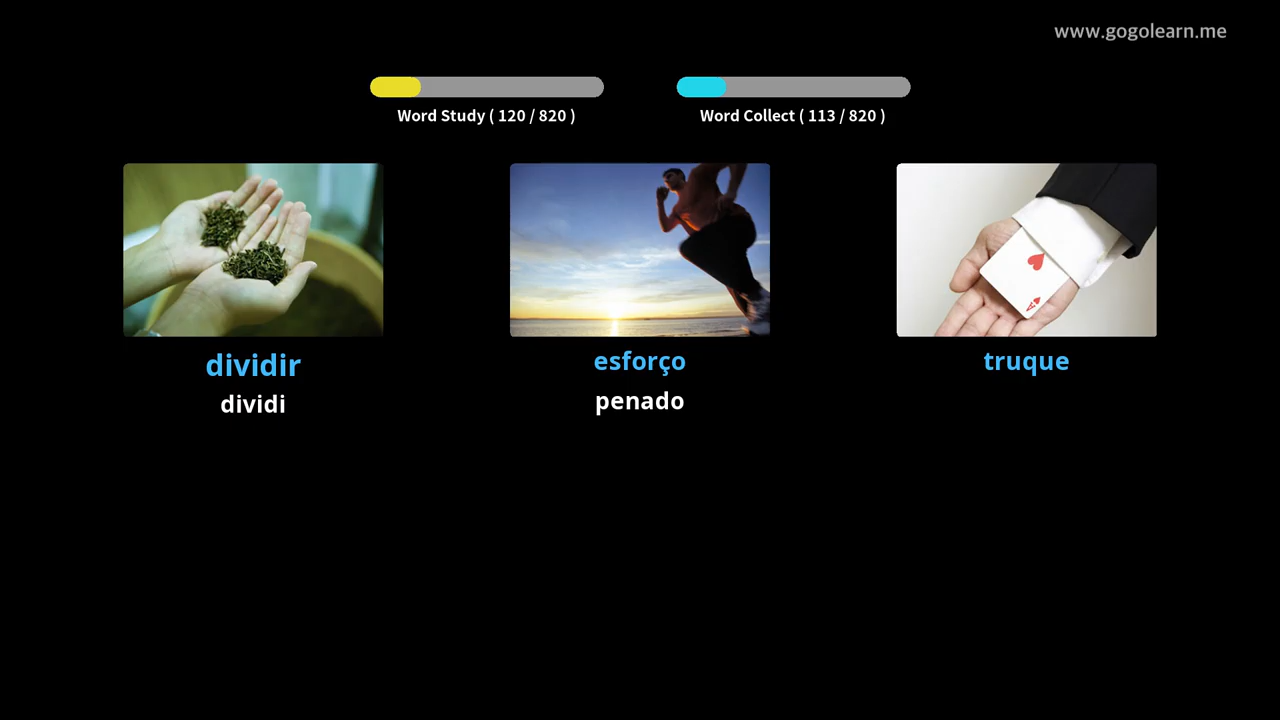 www.gogolearn.me
Word Study ( 120 / 820 )
Word Collect ( 113 / 820 )
dividir
esforço
truque
dividi
penado